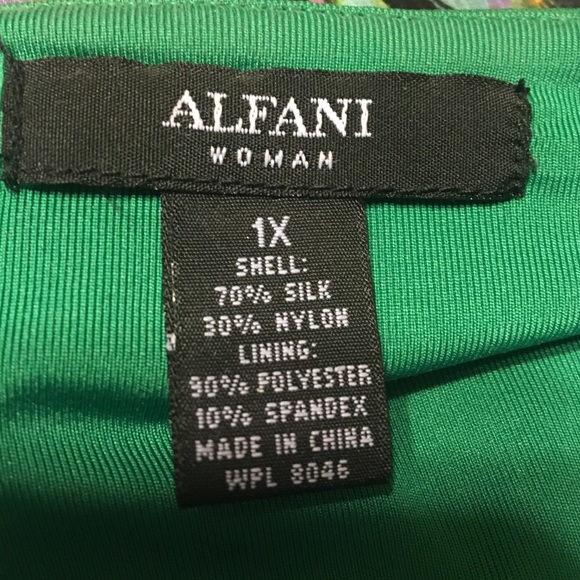 ALFANI
WOMAN
1X
SHELL:
70% SILK
30% NYLON
LINING:
90% POLYESTER
10% SPANDEX
MADE IN CHINA
WPL 8046